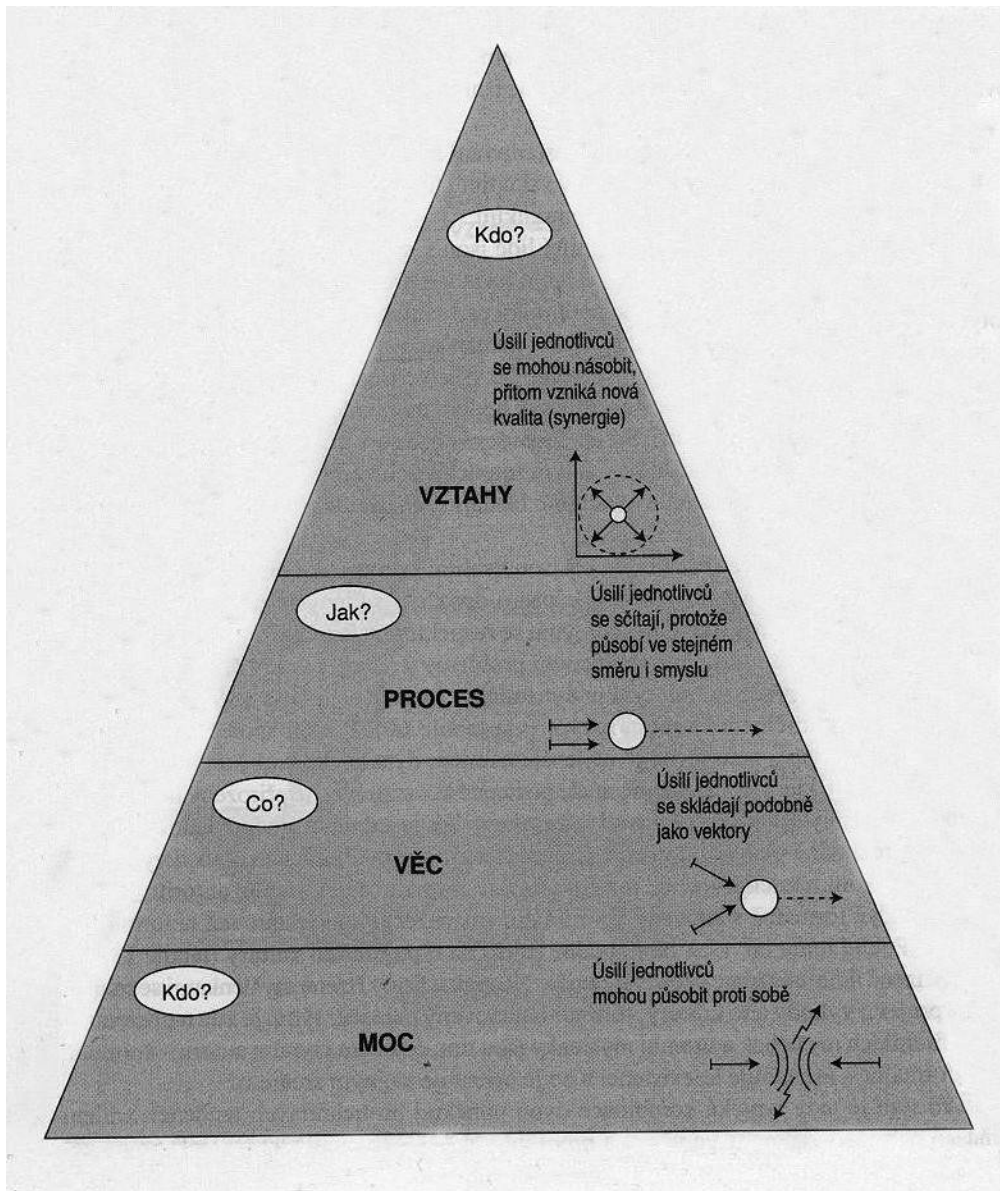 Kdo?
Úsilí jednotlivců
se mohou násobit,
přitom vzniká nová
kvalita (synergie)
VZTAHY
Jak?
Úsilí jednotlivců
se sčítají, protože
působí ve stejném
směru i smyslu
PROCES
Co?
Úsilí jednotlivců
se skládají podobně
jako vektory
VĚC
Kdo?
Úsilí jednotlivců
mohou působit proti sobě
MOC